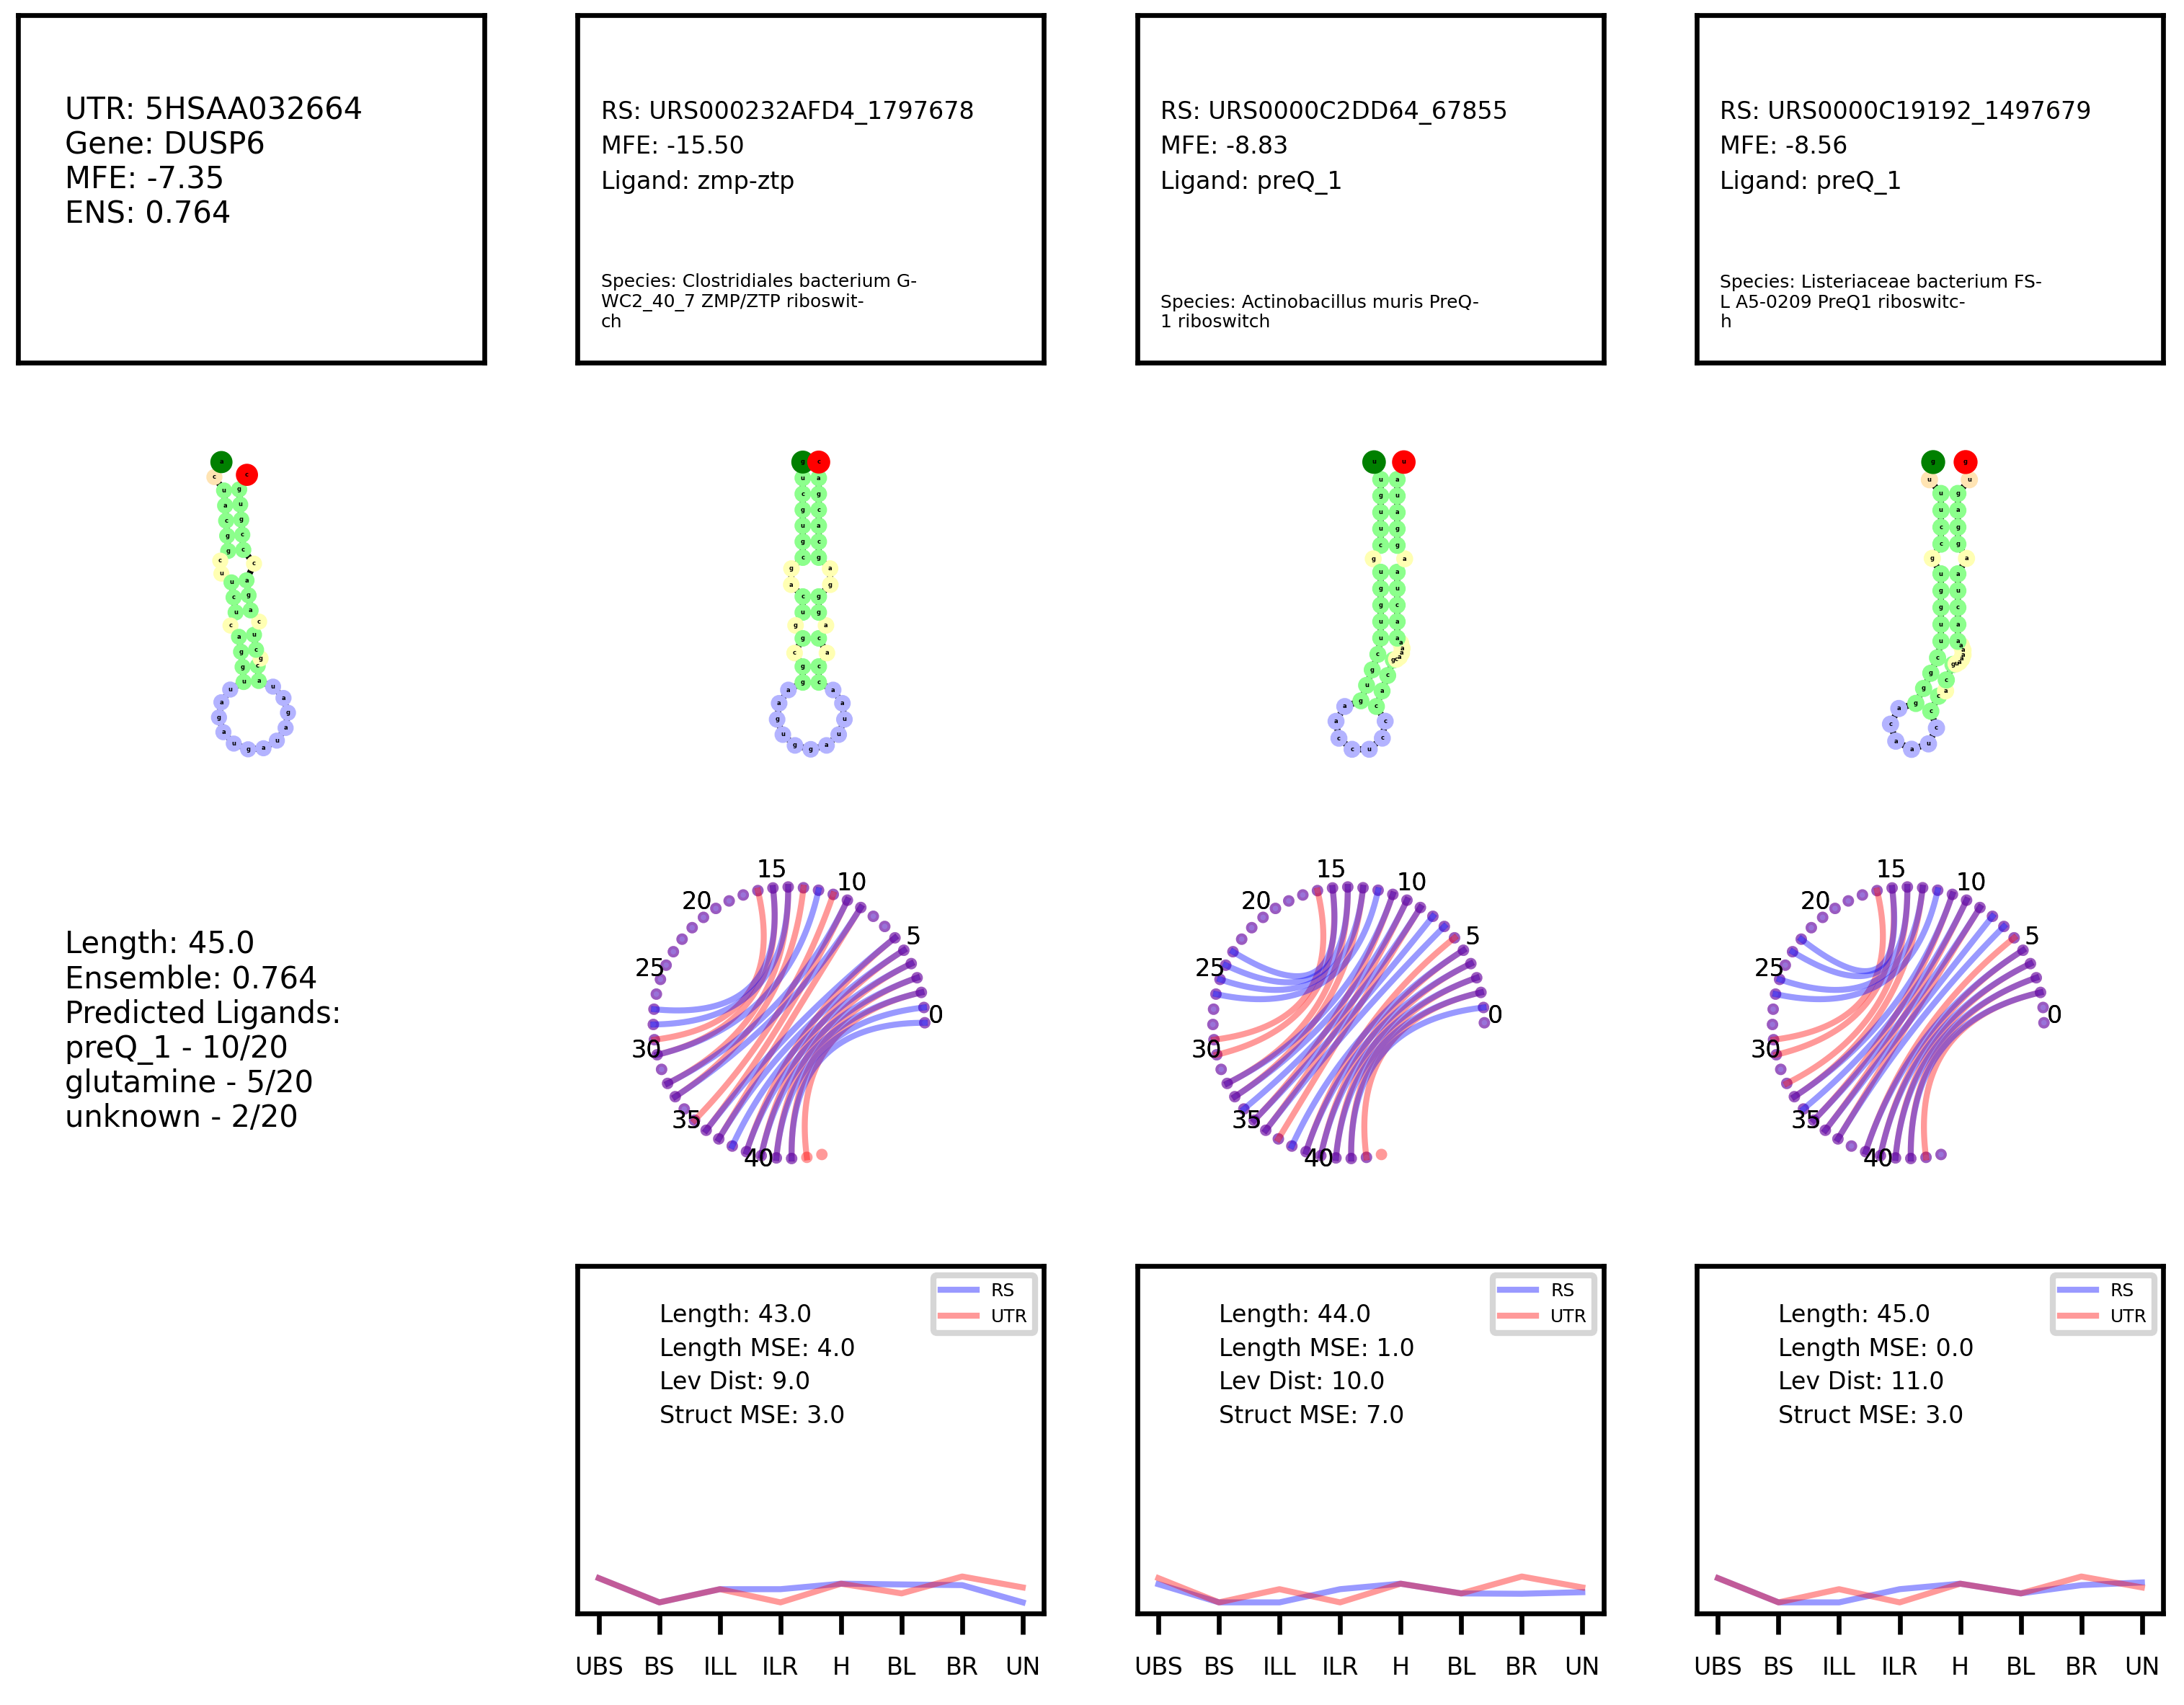 UTR: 5HSAA032664
Gene: DUSP6
MFE: -7.35
ENS: 0.764
RS: URS000232AFD4_1797678
MFE: -15.50
Ligand: zmp-ztp
Species: Clostridiales bacterium G-
WC2_40_7 ZMP/ZTP riboswit-
ch
RS: URS0000C2DD64_67855
MFE: -8.83
Ligand: preQ_1
Species: Actinobacillus muris PreQ-
1 riboswitch
RS: URS0000C19192_1497679
MFE: -8.56
Ligand: preQ_1
Species: Listeriaceae bacterium FS-
L A5-0209 PreQ1 riboswitc-
h
Length: 45.0
Ensemble: 0.764
Predicted Ligands:
preQ_1 - 10/20
glutamine - 5/20
unknown - 2/20
0
5
10
15
20
25
30
35
40
0
5
10
15
20
25
30
35
40
0
5
10
15
20
25
30
35
40
Length: 43.0
Length MSE: 4.0
Lev Dist: 9.0
Struct MSE: 3.0
RS
UTR
UBS BS ILL ILR H BL BR UN
Length: 44.0
Length MSE: 1.0
Lev Dist: 10.0
Struct MSE: 7.0
RS
UTR
UBS BS ILL ILR H BL BR UN
Length: 45.0
Length MSE: 0.0
Lev Dist: 11.0
Struct MSE: 3.0
RS
UTR
UBS BS ILL ILR H BL BR UN